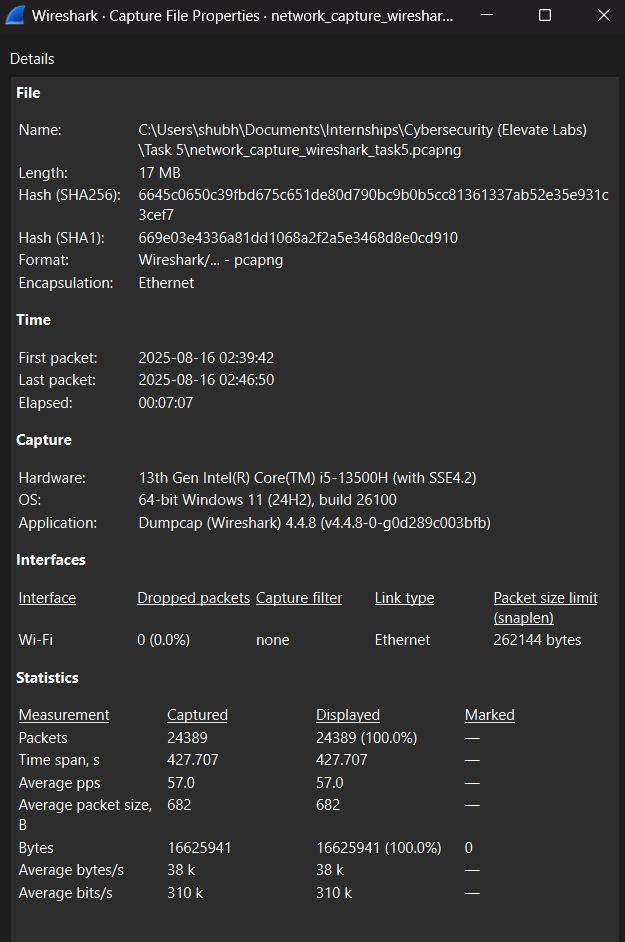 Wireshark · Capture File Properties · network_capture_wireshar...
Details
File
Name: C:\Users\shubh\Documents\Internships\Cybersecurity (Elevate Labs)
\Task 5\network_capture_wireshark_task5.pcapng
Length: 17 MB
Hash (SHA256): 6645c0650c39fbd675c651de80d790bc9b0b5cc81361337ab52e35e931c
3cef7
Hash (SHA1): 669e03e4336a81dd1068a2f2a5e3468d8e0cd910
Format: Wireshark/... - pcapng
Encapsulation: Ethernet
Time
First packet: 2025-08-16 02:39:42
Last packet: 2025-08-16 02:46:50
Elapsed: 00:07:07
Capture
Hardware: 13th Gen Intel(R) Core(TM) i5-13500H (with SSE4.2)
OS: 64-bit Windows 11 (24H2), build 26100
Application: Dumpcap (Wireshark) 4.4.8 (v4.4.8-0-g0d289c003bfb)
Interfaces
Interface Dropped packets Capture filter Link type Packet size limit
(snaplen)
Wi-Fi 0 (0.0%) none Ethernet 262144 bytes
Statistics
Measurement Captured Displayed Marked
Packets 24389 24389 (100.0%) —
Time span, s 427.707 427.707 —
Average pps 57.0 57.0 —
Average packet size, 682 682 —
B
Bytes 16625941 16625941 (100.0%) 0
Average bytes/s 38 k 38 k —
Average bits/s 310 k 310 k —